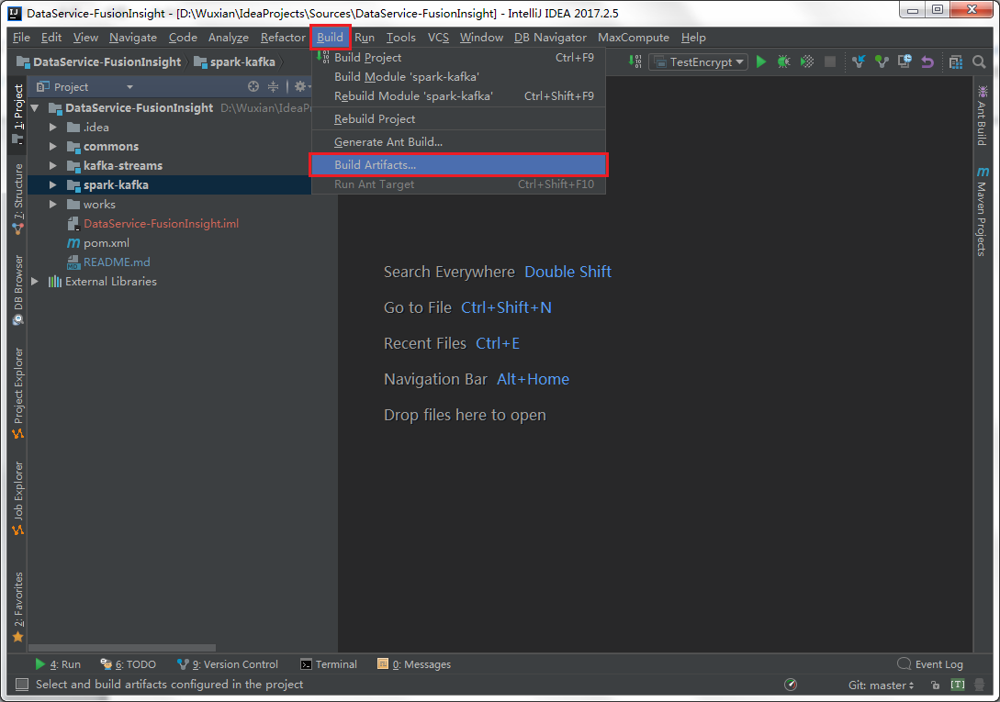 DataService-FusionInsight - [D:\Wuxian\IdeaProjects\Sources\DataService-FusionInsight] - IntelliJ IDEA 2017.2.5
File Edit View Navigate Code Analyze Refactor Build Run Tools VCS Window DB Navigator MaxCompute Help
DataService-FusionInsight spark-kafka
TestEncrypt
Build Project Ctrl+F9
Build Module 'spark-kafka'
Rebuild Module 'spark-kafka' Ctrl+Shift+F9
Rebuild Project
Generate Ant Build...
Build Artifacts...
Run Ant Target Ctrl+Shift+F10
Project
DataService-FusionInsight D:\Wuxian\IdeaPr
.idea
commons
kafka-streams
spark-kafka
works
DataService-FusionInsight.iml
pom.xml
README.md
External Libraries
1: Project
7: Structure
DB Browser
Project Explorer
Job Explorer
2: Favorites
Search Everywhere Double Shift
Go to File Ctrl+Shift+N
Recent Files Ctrl+E
Navigation Bar Alt+Home
Drop files here to open
Ant Build
Maven Projects
4: Run 6: TODO 9: Version Control Terminal 0: Messages Event Log
Select and build artifacts configured in the project Git: master [T]